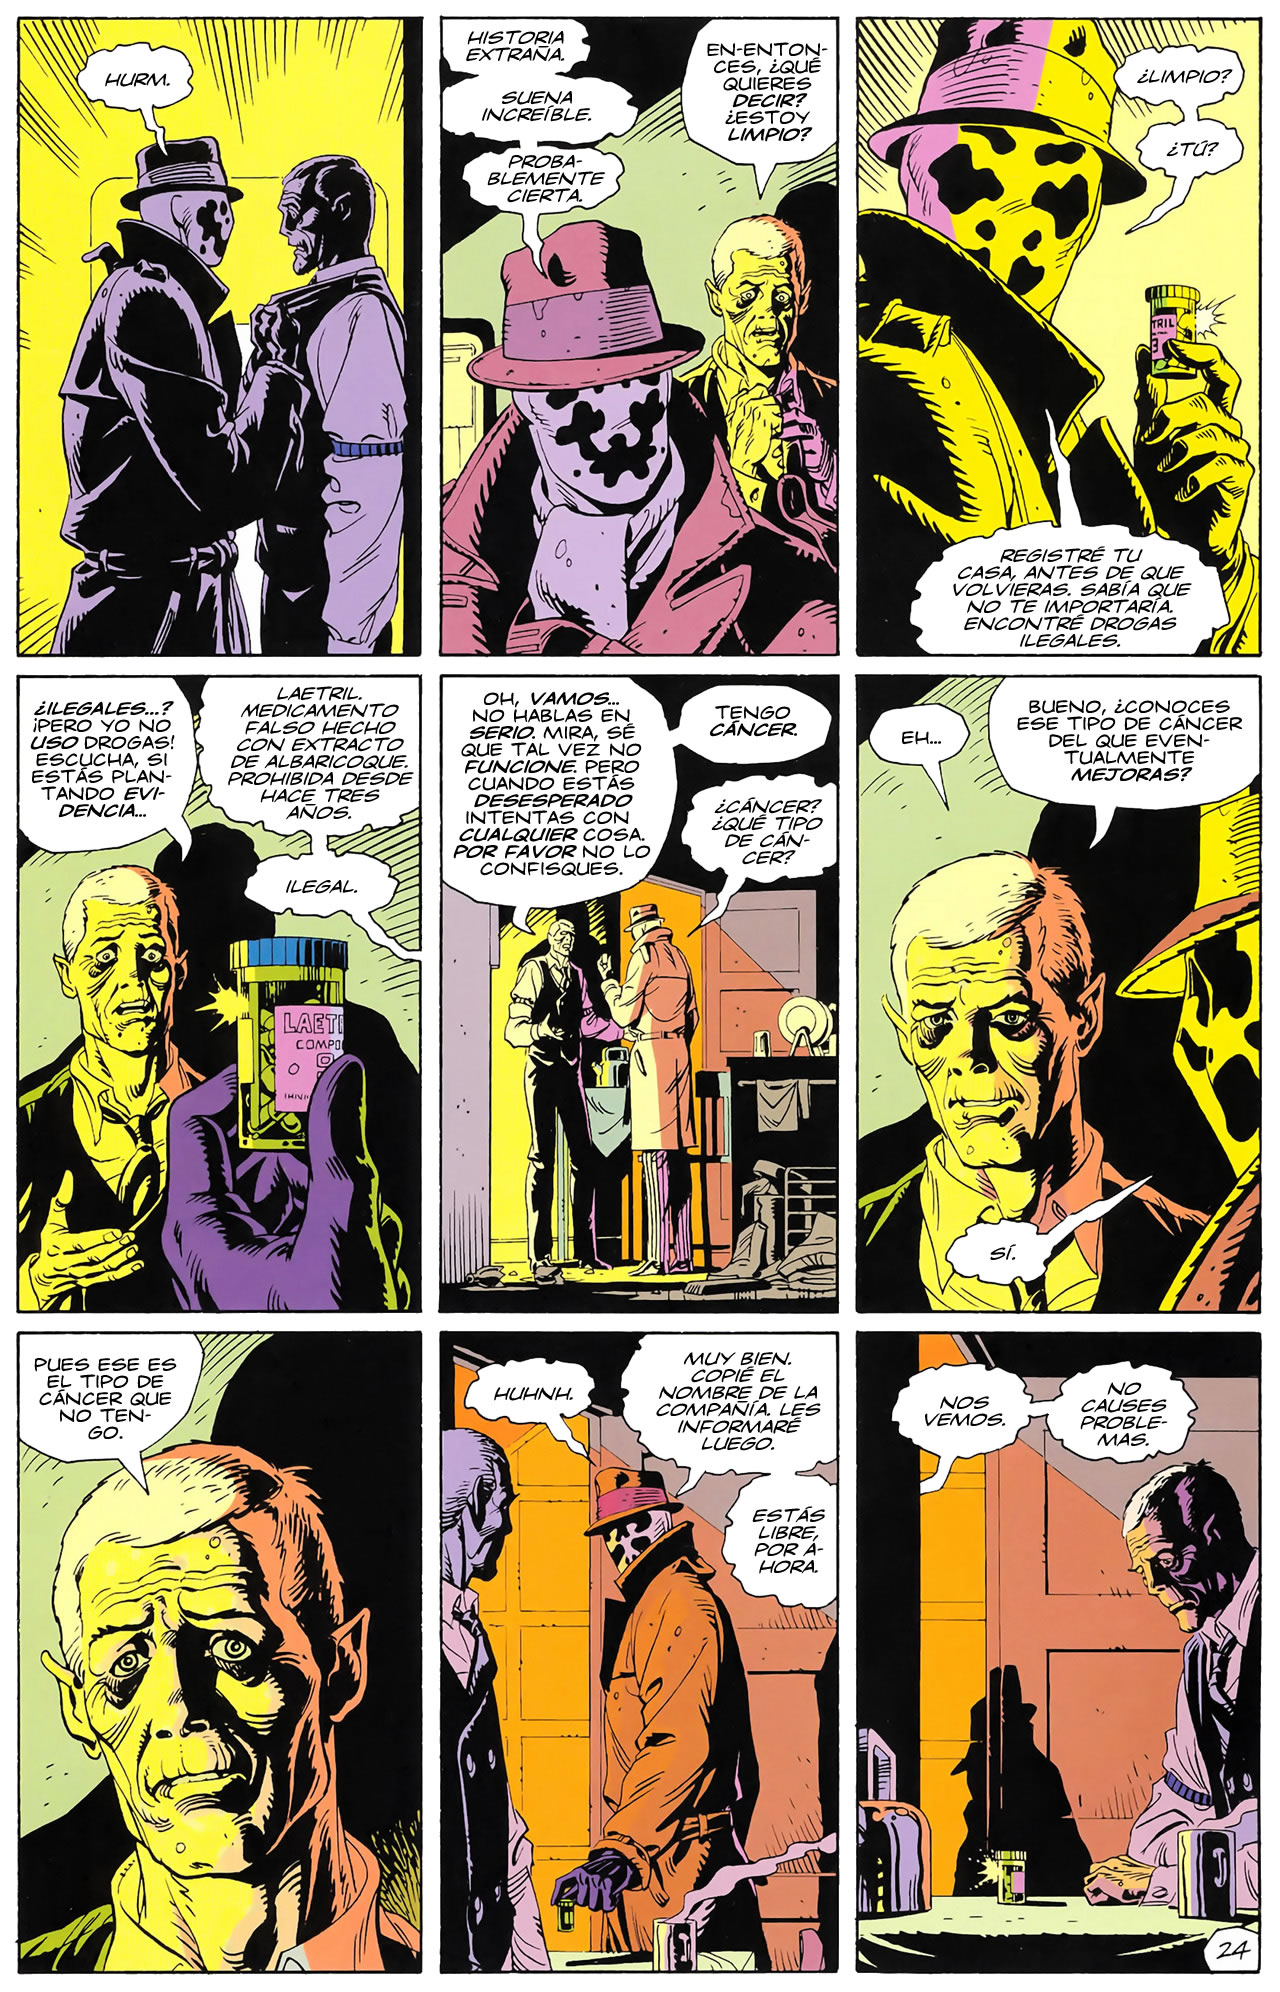 HURM.
HISTORIA
EXTRAÑA.
SUENA
INCREÍBLE.
PROBA-
BLEMENTE
CIERTA.
EN-ENTON-
CES, ¿QUÉ
QUIERES
DECIR?
¿ESTOY
LIMPIO?
¿LIMPIO?
¿TÚ?
TRIL
3
REGISTRÉ TU
CASA, ANTES DE QUE
VOLVIERAS. SABÍA QUE
NO TE IMPORTARÍA.
ENCONTRÉ DROGAS
ILEGALES.
¿ILEGALES...?
¡PERO YO NO
USO DROGAS!
ESCUCHA, SI
ESTÁS PLAN-
TANDO EVI-
DENCIA...
LAETRIL.
MEDICAMENTO
FALSO HECHO
CON EXTRACTO
DE ALBARICOQUE.
PROHIBIDA DESDE
HACE TRES
AÑOS.
ILEGAL.
LAETR
COMPO
OH, VAMOS...
NO HABLAS EN
SERIO. MIRA, SÉ
QUE TAL VEZ NO
FUNCIONE. PERO
CUANDO ESTÁS
DESESPERADO
INTENTAS CON
CUALQUIER COSA.
POR FAVOR NO LO
CONFISQUES.
TENGO
CÁNCER.
¿CÁNCER?
¿QUÉ TIPO
DE CÁN-
CER?
EH...
BUENO, ¿CONOCES
ESE TIPO DE CÁNCER
DEL QUE EVEN-
TUALMENTE
MEJORAS?
SÍ.
PUES ESE ES
EL TIPO DE
CÁNCER QUE
NO TEN-
GO.
HUHNH.
MUY BIEN.
COPIÉ EL
NOMBRE DE LA
COMPAÑÍA. LES
INFORMARÉ
LUEGO.
ESTÁS
LIBRE,
POR A-
HORA.
NOS
VEMOS.
NO
CAUSES
PROBLE-
MAS.
24